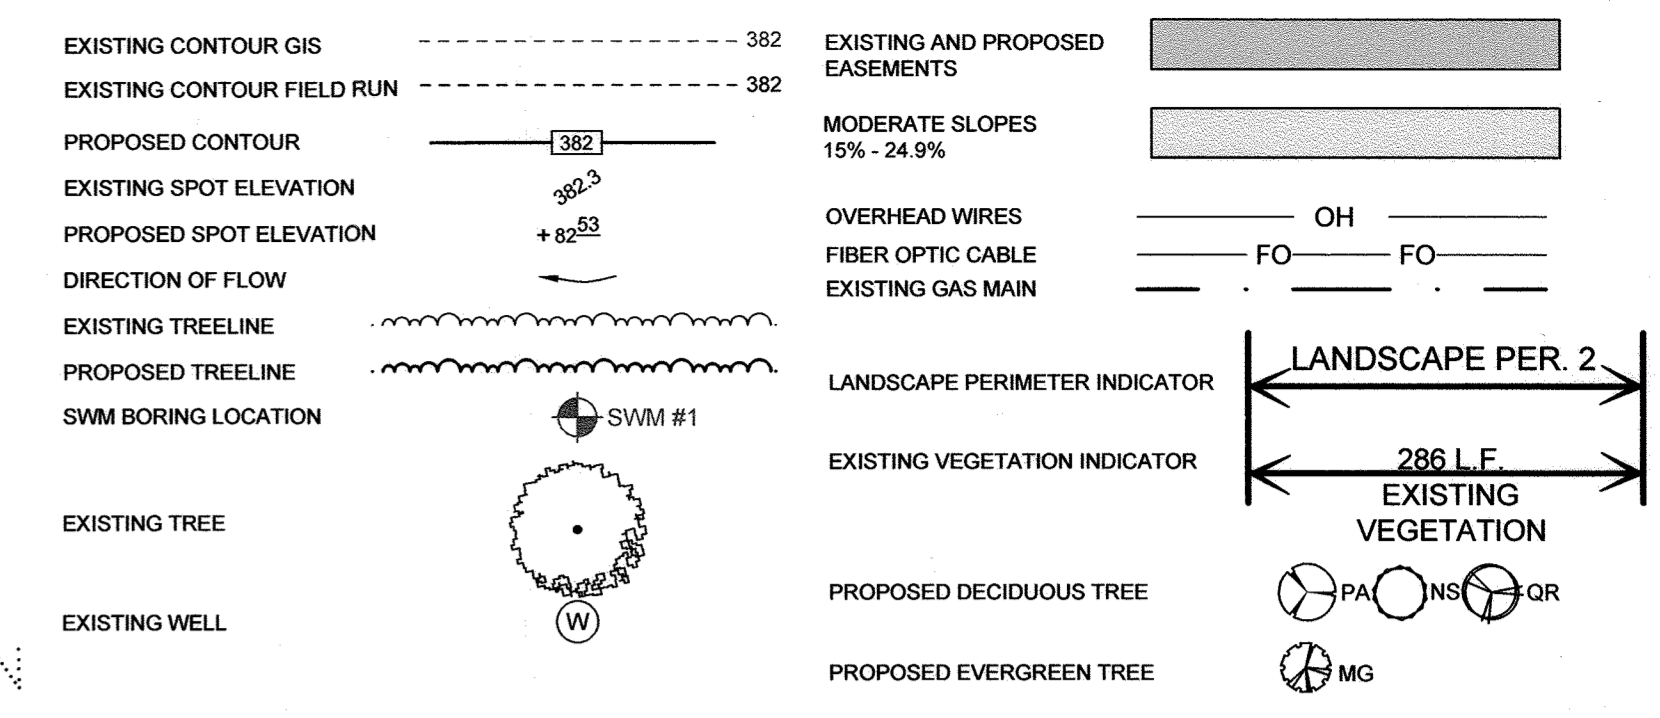 EXISTING CONTOUR GIS 382
EXISTING CONTOUR FIELD RUN 382
PROPOSED CONTOUR 382
EXISTING SPOT ELEVATION 382.3
PROPOSED SPOT ELEVATION +8253
DIRECTION OF FLOW
EXISTING TREELINE
PROPOSED TREELINE
SWM BORING LOCATION SWM #1
EXISTING TREE
EXISTING WELL W
EXISTING AND PROPOSED
EASEMENTS
MODERATE SLOPES
15% - 24.9%
OVERHEAD WIRES OH
FIBER OPTIC CABLE FO FO
EXISTING GAS MAIN
LANDSCAPE PER. 2
LANDSCAPE PERIMETER INDICATOR
EXISTING VEGETATION INDICATOR 286 L.F.
EXISTING
VEGETATION
PROPOSED DECIDUOUS TREE PA NS QR
PROPOSED EVERGREEN TREE MG